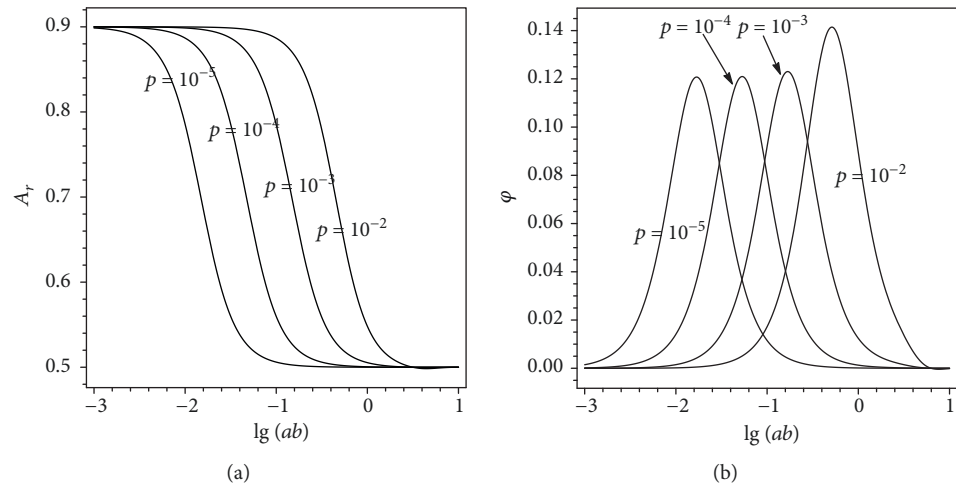 0.9
0.8
0.7
0.6
0.5
A_r
p = 10⁻⁵
p = 10⁻⁴
p = 10⁻³
p = 10⁻²
−3 −2 −1 0 1
lg (ab)
(a)
0.14
0.12
0.10
0.08
0.06
0.04
0.02
0.00
φ
p = 10⁻⁴ p = 10⁻³
p = 10⁻²
p = 10⁻⁵
−3 −2 −1 0 1
lg (ab)
(b)